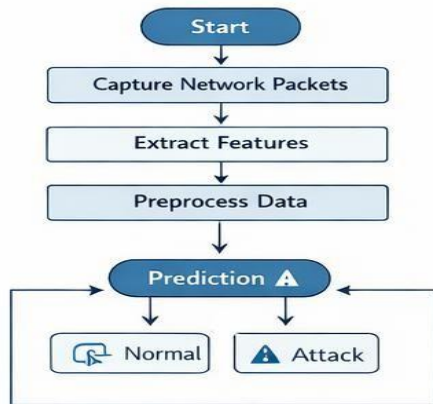 Start
Capture Network Packets
Extract Features
Preprocess Data
Prediction
Normal
Attack